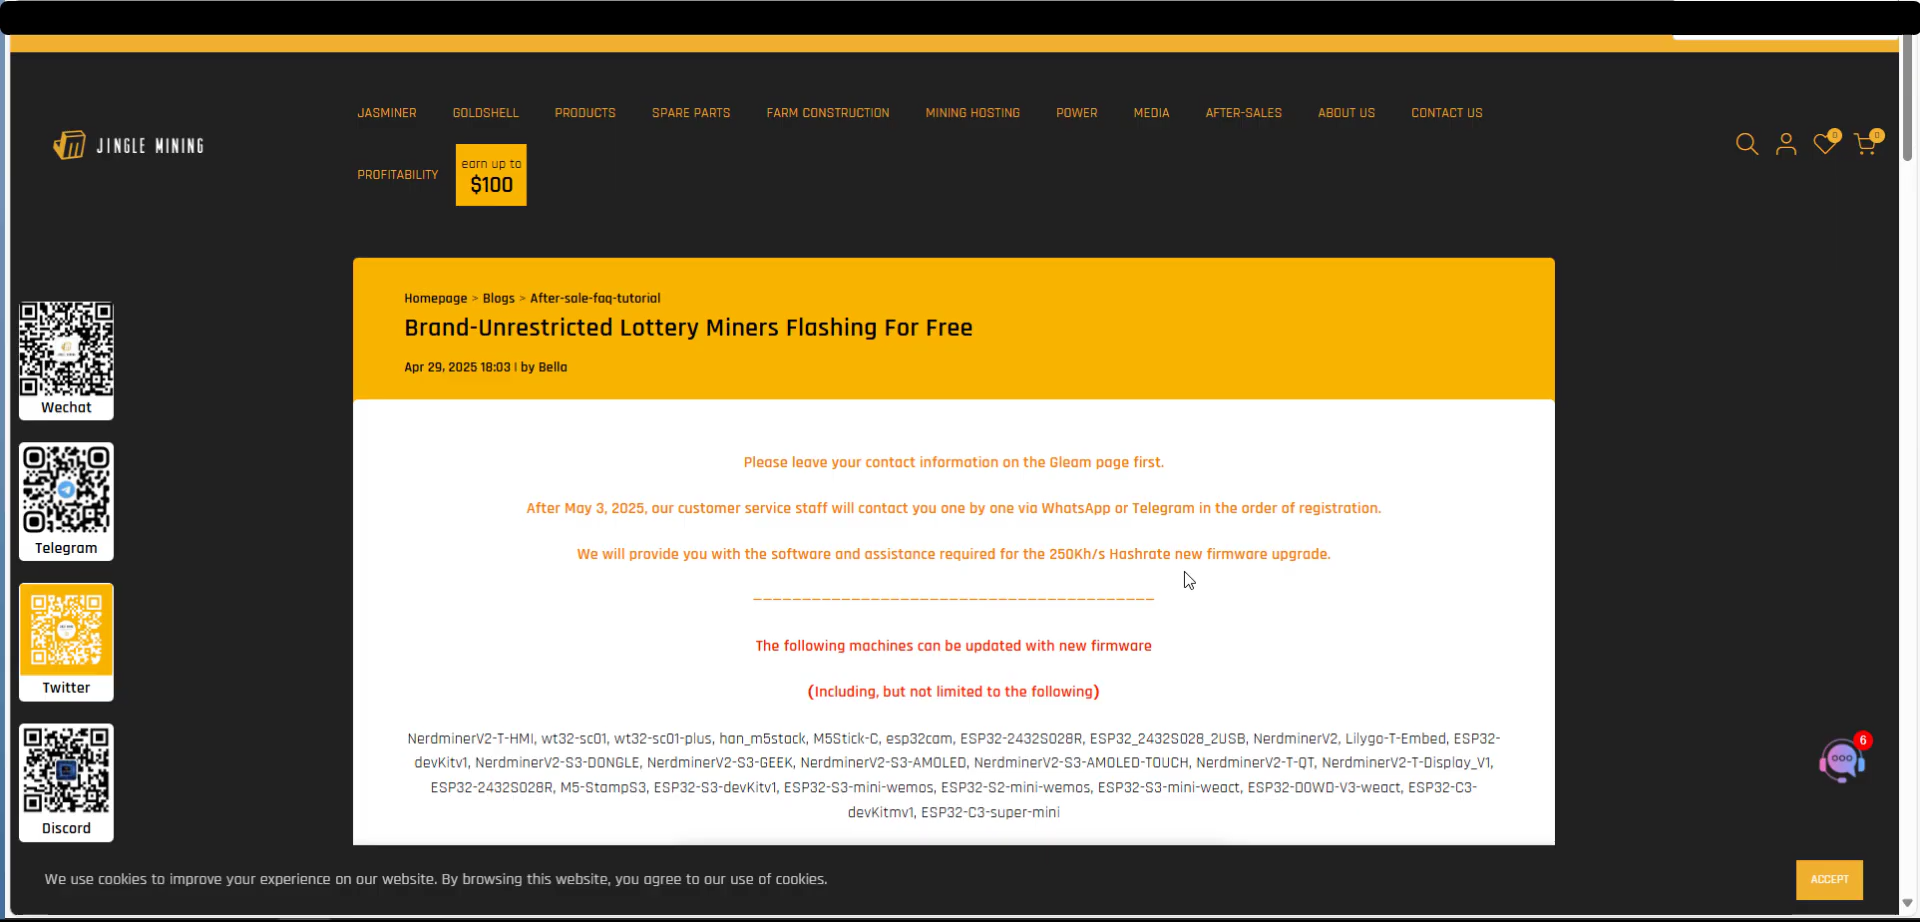 JASMINER GOLDSHELL PRODUCTS SPARE PARTS FARM CONSTRUCTION MINING HOSTING POWER MEDIA AFTER-SALES ABOUT US CONTACT US
JINGLE MINING
0 0
PROFITABILITY
earn up to
$100
Homepage > Blogs > After-sale-faq-tutorial
Brand-Unrestricted Lottery Miners Flashing For Free
Apr 29, 2025 18:03 | by Bella
Wechat
Please leave your contact information on the Gleam page first.
After May 3, 2025, our customer service staff will contact you one by one via WhatsApp or Telegram in the order of registration.
Telegram
We will provide you with the software and assistance required for the 250Kh/s Hashrate new firmware upgrade.
________________________________________
The following machines can be updated with new firmware
Twitter
(Including, but not limited to the following)
NerdminerV2-T-HMI, wt32-sc01, wt32-sc01-plus, han_m5stack, M5Stick-C, esp32cam, ESP32-2432S028R, ESP32_2432S028_2USB, NerdminerV2, Lilygo-T-Embed, ESP32-
devKitv1, NerdminerV2-S3-DONGLE, NerdminerV2-S3-GEEK, NerdminerV2-S3-AMOLED, NerdminerV2-S3-AMOLED-TOUCH, NerdminerV2-T-QT, NerdminerV2-T-Display_V1,
ESP32-2432S028R, M5-StampS3, ESP32-S3-devKitv1, ESP32-S3-mini-wemos, ESP32-S2-mini-wemos, ESP32-S3-mini-weact, ESP32-D0WD-V3-weact, ESP32-C3-
devKitmv1, ESP32-C3-super-mini
6
Discord
We use cookies to improve your experience on our website. By browsing this website, you agree to our use of cookies.
ACCEPT